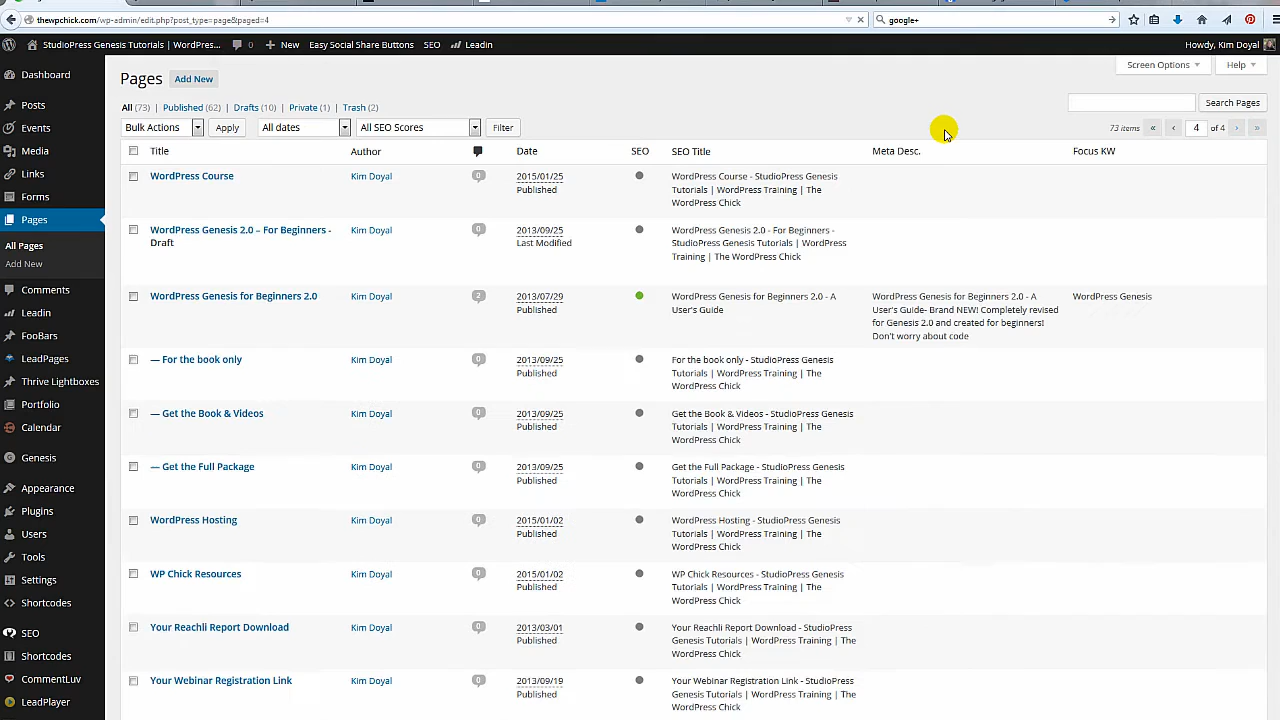 thewpchick.com/wp-admin/edit.php?post_type=page&paged=4
google+
StudioPress Genesis Tutorials | WordPres... 0 New Easy Social Share Buttons SEO Leadin Howdy, Kim Doyal
Dashboard
Posts
Events
Media
Links
Forms
Pages
All Pages
Add New
Comments
Leadin
FooBars
LeadPages
Thrive Lightboxes
Portfolio
Calendar
Genesis
Appearance
Plugins
Users
Tools
Settings
Shortcodes
SEO
Shortcodes
CommentLuv
LeadPlayer
Screen Options Help
Pages Add New
All (73) | Published (62) | Drafts (10) | Private (1) | Trash (2)
Search Pages
Bulk Actions Apply All dates All SEO Scores Filter
73 items « ‹ 4 of 4 › »
Title Author Date SEO SEO Title Meta Desc. Focus KW
WordPress Course Kim Doyal 0 2015/01/25 WordPress Course - StudioPress Genesis
Published Tutorials | WordPress Training | The
WordPress Chick
WordPress Genesis 2.0 – For Beginners - Kim Doyal 0 2013/09/25 WordPress Genesis 2.0 - For Beginners -
Draft Last Modified StudioPress Genesis Tutorials | WordPress
Training | The WordPress Chick
WordPress Genesis for Beginners 2.0 Kim Doyal 2 2013/07/29 WordPress Genesis for Beginners 2.0 - A WordPress Genesis for Beginners 2.0 - A WordPress Genesis
Published User's Guide User's Guide- Brand NEW! Completely revised
for Genesis 2.0 and created for beginners!
Don't worry about code
— For the book only Kim Doyal 0 2013/09/25 For the book only - StudioPress Genesis
Published Tutorials | WordPress Training | The
WordPress Chick
— Get the Book & Videos Kim Doyal 0 2013/09/25 Get the Book & Videos - StudioPress Genesis
Published Tutorials | WordPress Training | The
WordPress Chick
— Get the Full Package Kim Doyal 0 2013/09/25 Get the Full Package - StudioPress Genesis
Published Tutorials | WordPress Training | The
WordPress Chick
WordPress Hosting Kim Doyal 0 2015/01/02 WordPress Hosting - StudioPress Genesis
Published Tutorials | WordPress Training | The
WordPress Chick
WP Chick Resources Kim Doyal 0 2015/01/02 WP Chick Resources - StudioPress Genesis
Published Tutorials | WordPress Training | The
WordPress Chick
Your Reachli Report Download Kim Doyal 0 2013/03/01 Your Reachli Report Download - StudioPress
Published Genesis Tutorials | WordPress Training | The
WordPress Chick
Your Webinar Registration Link Kim Doyal 0 2013/09/19 Your Webinar Registration Link - StudioPress
Published Genesis Tutorials | WordPress Training | The
WordPress Chick